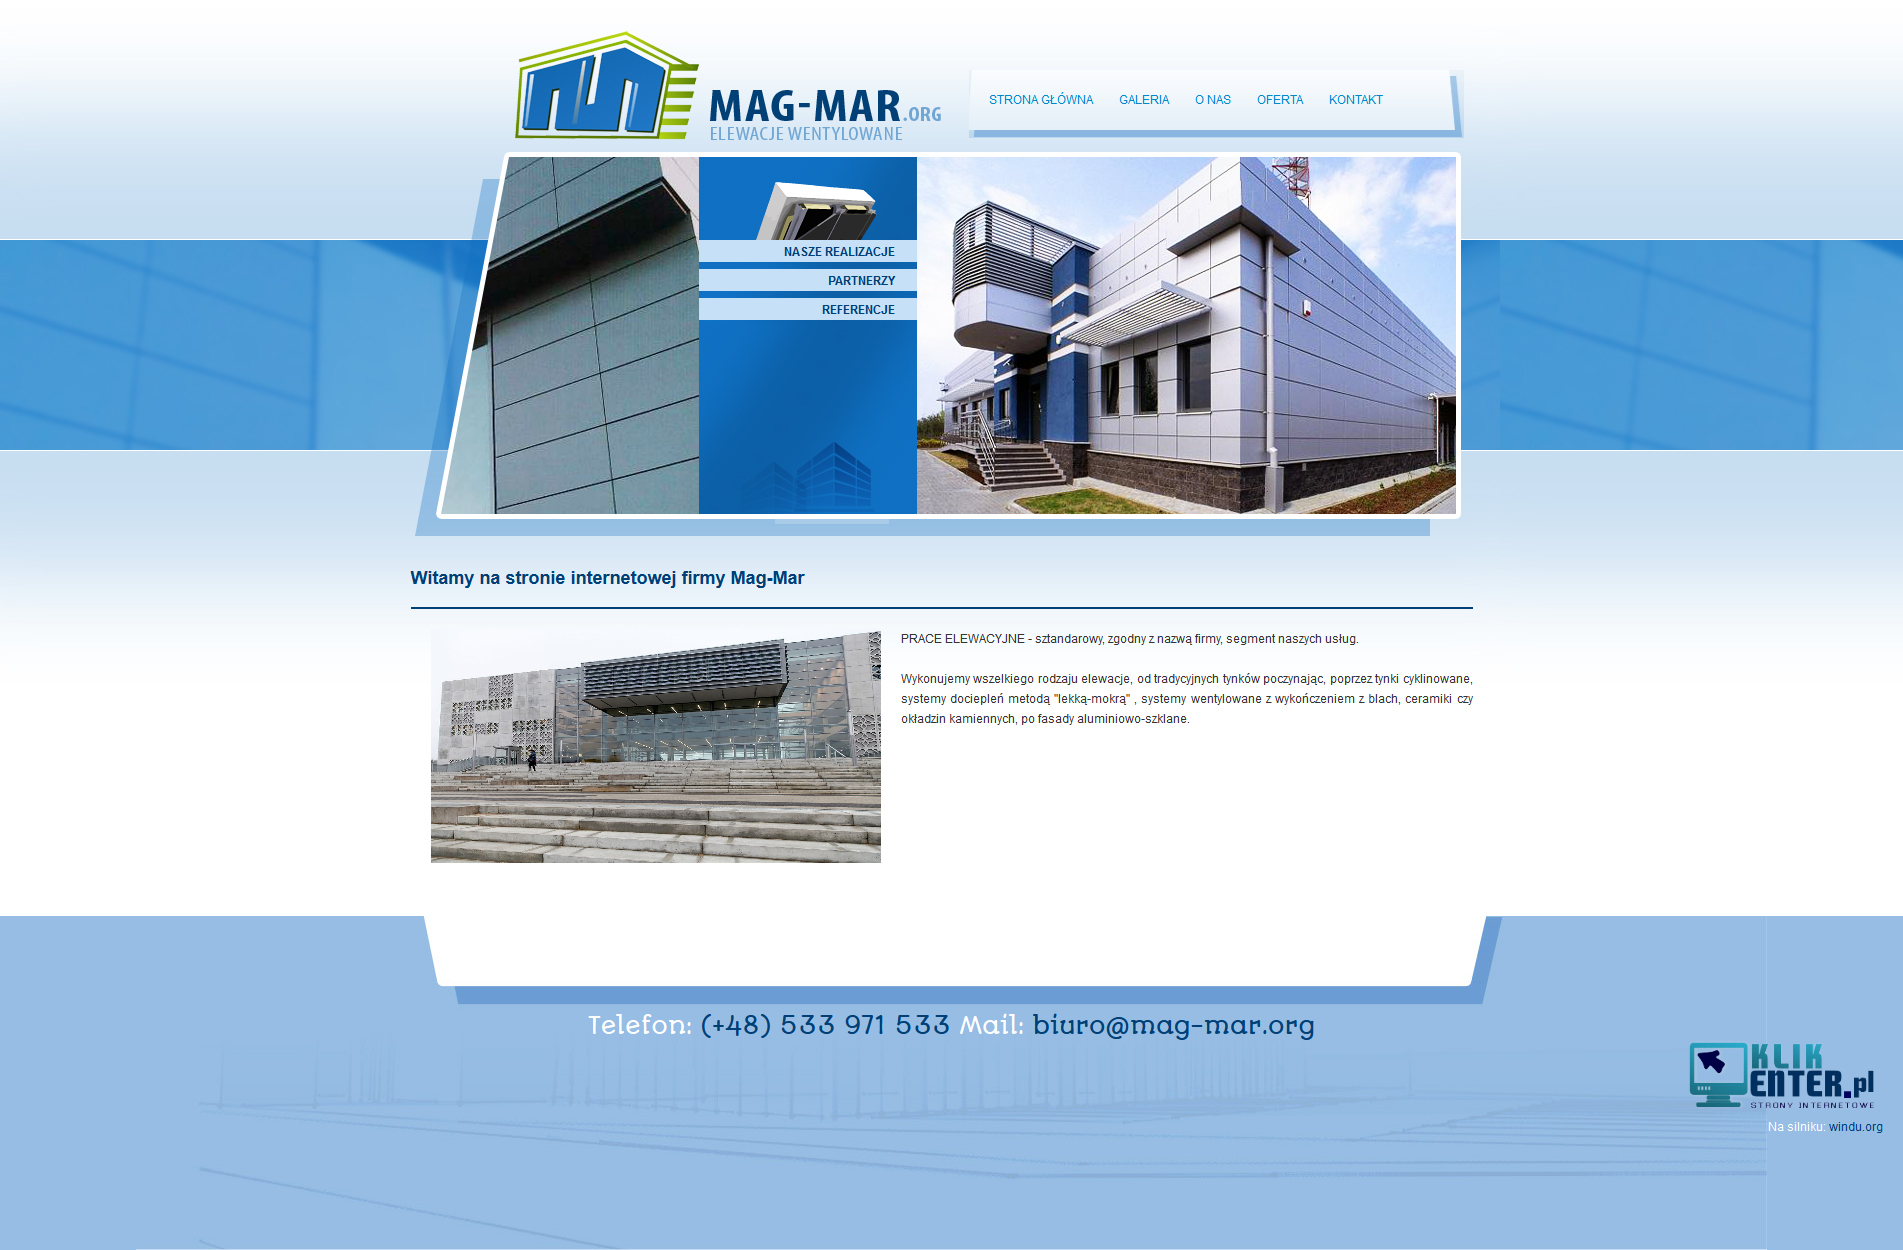 MAG-MAR.ORG
ELEWACJE WENTYLOWANE
STRONA GŁÓWNA GALERIA O NAS OFERTA KONTAKT
NASZE REALIZACJE
PARTNERZY
REFERENCJE
Witamy na stronie internetowej firmy Mag-Mar
PRACE ELEWACYJNE - sztandarowy, zgodny z nazwą firmy, segment naszych usług.
Wykonujemy wszelkiego rodzaju elewacje, od tradycyjnych tynków poczynając, poprzez tynki cyklinowane,
systemy dociepleń metodą "lekką-mokrą" , systemy wentylowane z wykończeniem z blach, ceramiki czy
okładzin kamiennych, po fasady aluminiowo-szklane.
Telefon: (+48) 533 971 533 Mail: biuro@mag-mar.org
KLIK
ENTER.pl
STRONY INTERNETOWE
Na silniku: windu.org